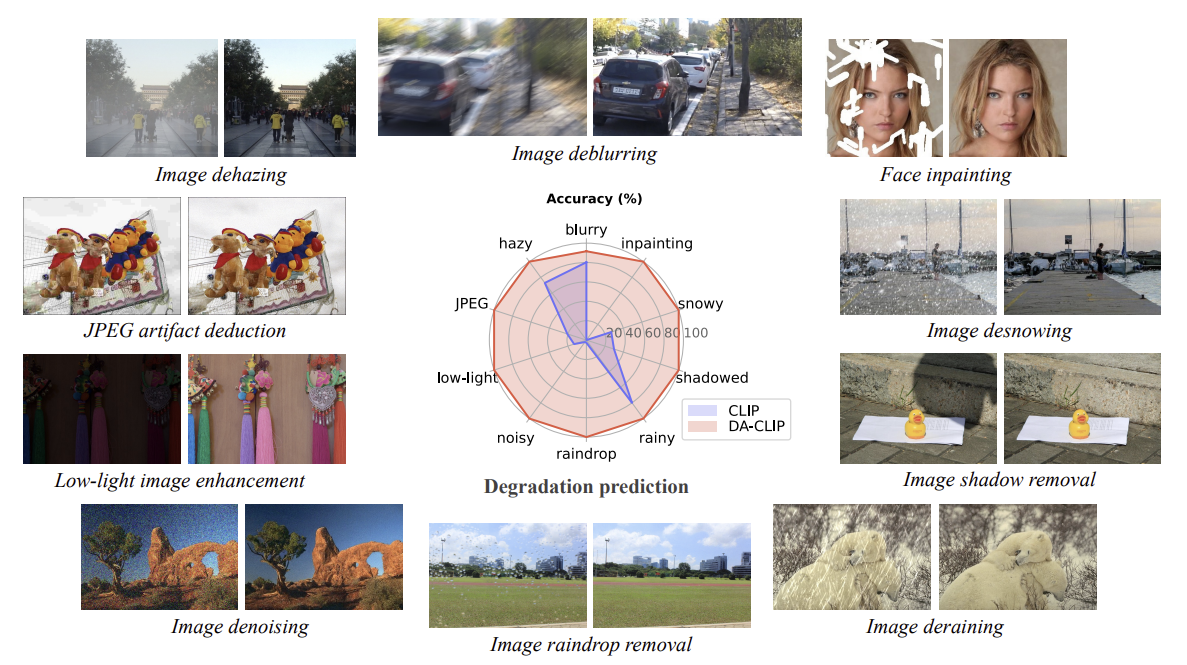 Image dehazing
Image deblurring
Face inpainting
JPEG artifact deduction
Accuracy (%)
blurry
hazy
inpainting
JPEG
snowy
20 40 60 80 100
low-light
shadowed
noisy
rainy
raindrop
CLIP
DA-CLIP
Degradation prediction
Image desnowing
Low-light image enhancement
Image shadow removal
Image denoising
Image raindrop removal
Image deraining